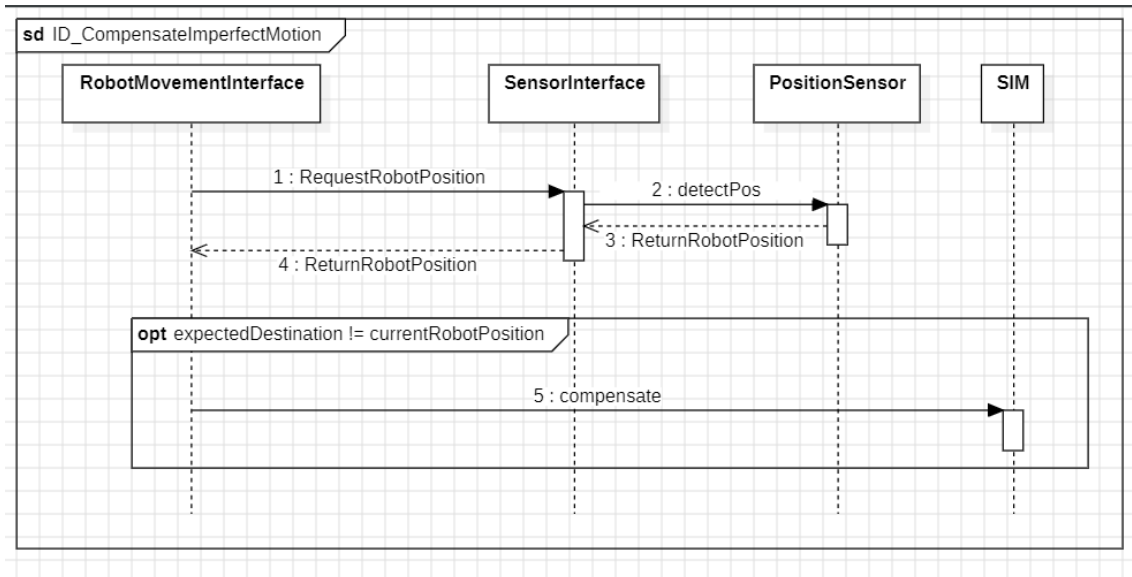 sd ID_CompensateImperfectMotion
RobotMovementInterface
SensorInterface
PositionSensor
SIM
1 : RequestRobotPosition
2 : detectPos
3 : ReturnRobotPosition
4 : ReturnRobotPosition
opt expectedDestination != currentRobotPosition
5 : compensate